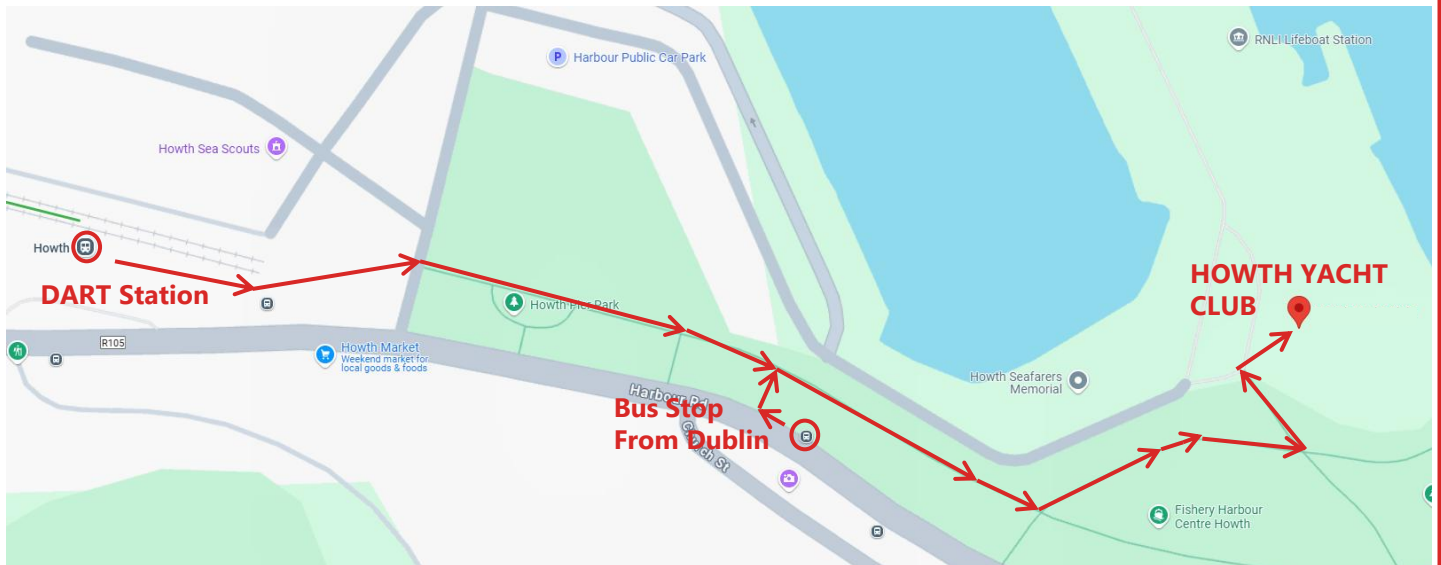 P Harbour Public Car Park
RNLI Lifeboat Station
Howth Sea Scouts
Howth
DART Station
HOWTH YACHT
CLUB
Howth Pier Park
R105
Howth Market
Weekend market for
local goods & foods
Harbour Rd
Church St
Bus Stop
From Dublin
Howth Seafarers
Memorial
Fishery Harbour
Centre Howth